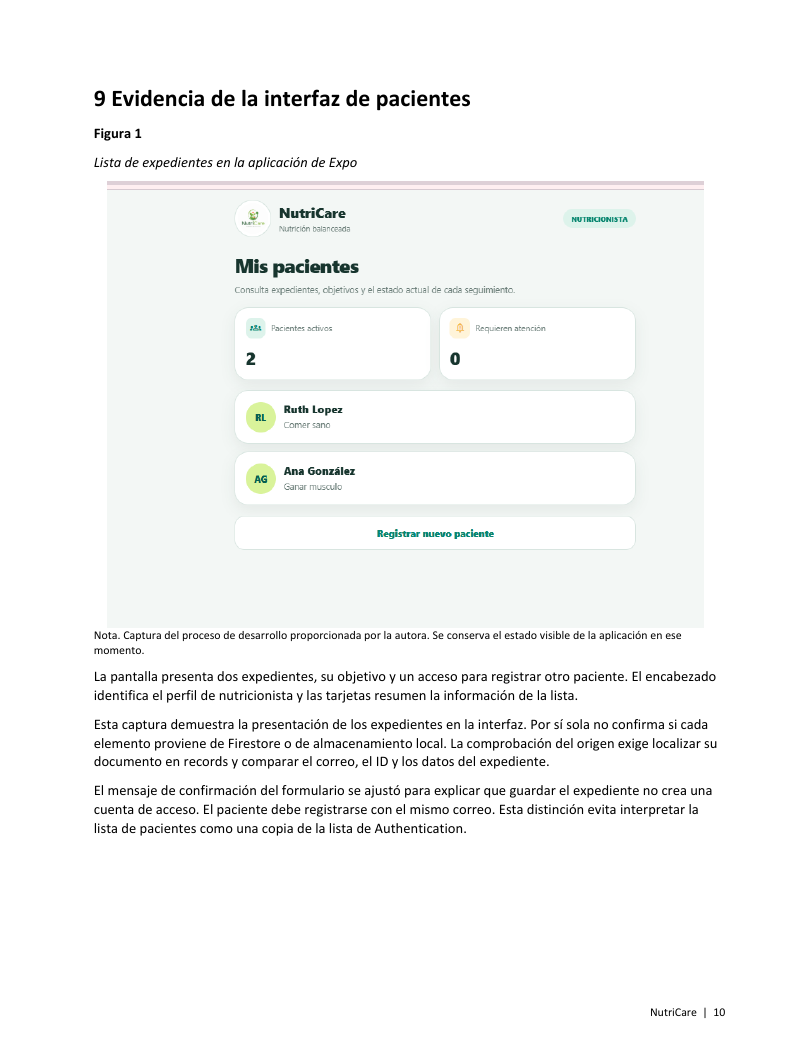 9 Evidencia de la interfaz de pacientes
Figura 1
Lista de expedientes en la aplicación de Expo
NutriCare
NutriCare
Nutrición balanceada
NUTRICIONISTA
Mis pacientes
Consulta expedientes, objetivos y el estado actual de cada seguimiento.
Pacientes activos
2
Requieren atención
0
RL
Ruth Lopez
Comer sano
AG
Ana González
Ganar musculo
Registrar nuevo paciente
Nota. Captura del proceso de desarrollo proporcionada por la autora. Se conserva el estado visible de la aplicación en ese
momento.
La pantalla presenta dos expedientes, su objetivo y un acceso para registrar otro paciente. El encabezado
identifica el perfil de nutricionista y las tarjetas resumen la información de la lista.
Esta captura demuestra la presentación de los expedientes en la interfaz. Por sí sola no confirma si cada
elemento proviene de Firestore o de almacenamiento local. La comprobación del origen exige localizar su
documento en records y comparar el correo, el ID y los datos del expediente.
El mensaje de confirmación del formulario se ajustó para explicar que guardar el expediente no crea una
cuenta de acceso. El paciente debe registrarse con el mismo correo. Esta distinción evita interpretar la
lista de pacientes como una copia de la lista de Authentication.
NutriCare | 10